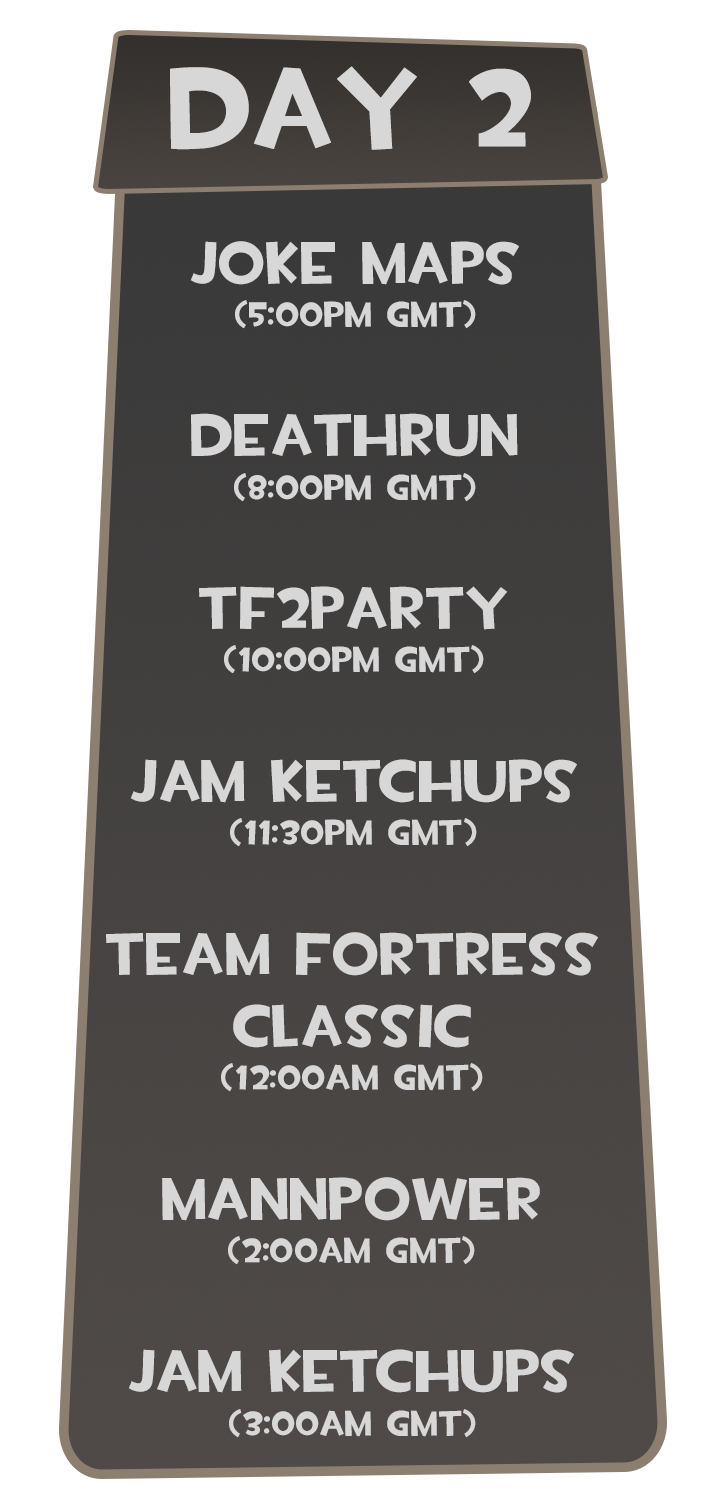 DAY 2
JOKE MAPS
(5:00PM GMT)
DEATHRUN
(8:00PM GMT)
TF2PARTY
(10:00PM GMT)
JAM KETCHUPS
(11:30PM GMT)
TEAM FORTRESS
CLASSIC
(12:00AM GMT)
MANNPOWER
(2:00AM GMT)
JAM KETCHUPS
(3:00AM GMT)